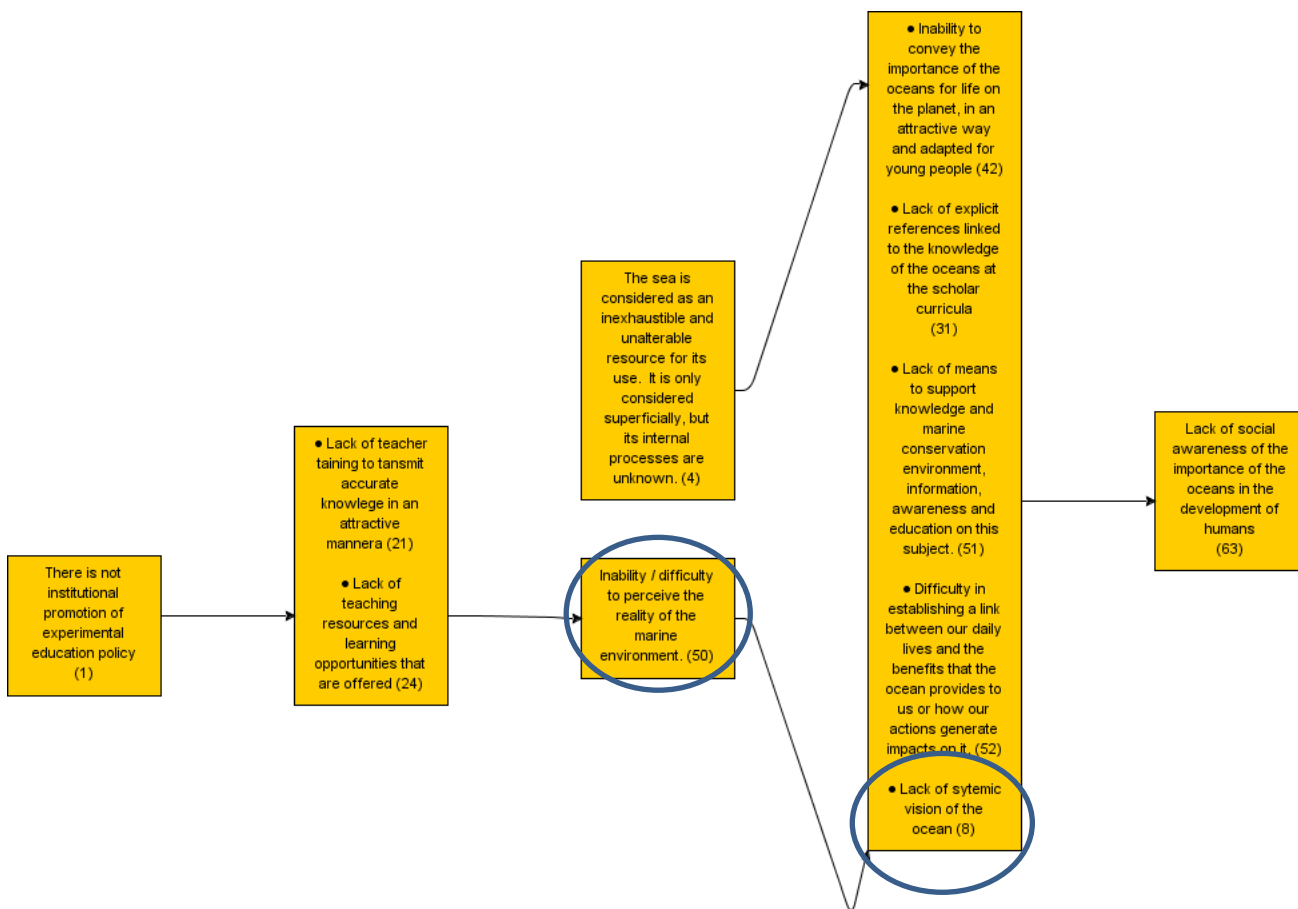 There is not
institutional
promotion of
experimental
education policy
(1)
● Lack of teacher
taining to tansmit
accurate
knowlege in an
attractive
mannera (21)
● Lack of
teaching
resources and
learning
opportunities that
are offered (24)
The sea is
considered as an
inexhaustible and
unalterable
resource for its
use. It is only
considered
superficially, but
its internal
processes are
unknown. (4)
Inability / difficulty
to perceive the
reality of the
marine
environment. (50)
● Inability to
convey the
importance of the
oceans for life on
the planet, in an
attractive way
and adapted for
young people (42)
● Lack of explicit
references linked
to the knowledge
of the oceans at
the scholar
curricula
(31)
● Lack of means
to support
knowledge and
marine
conservation
environment,
information,
awareness and
education on this
subject. (51)
● Difficulty in
establishing a link
between our daily
lives and the
benefits that the
ocean provides to
us or how our
actions generate
impacts on it. (52)
● Lack of sytemic
vision of the
ocean (8)
Lack of social
awareness of the
importance of the
oceans in the
development of
humans
(63)